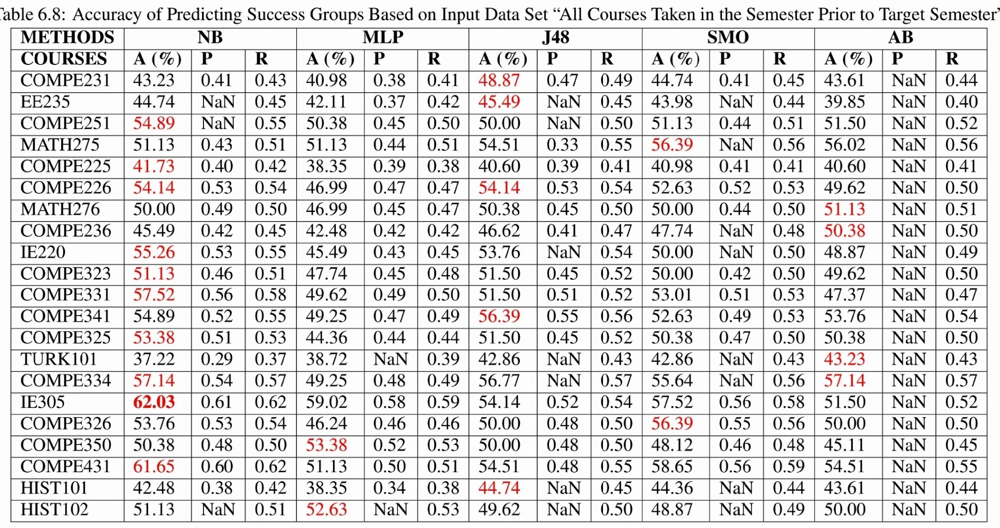 able 6.8: Accuracy of Predicting Success Groups Based on Input Data Set “All Courses Taken in the Semester Prior to Target Semester”
METHODS NB MLP J48 SMO AB
COURSES A (%) P R A (%) P R A (%) P R A (%) P R A (%) P R
COMPE231 43.23 0.41 0.43 40.98 0.38 0.41 48.87 0.47 0.49 44.74 0.41 0.45 43.61 NaN 0.44
EE235 44.74 NaN 0.45 42.11 0.37 0.42 45.49 NaN 0.45 43.98 NaN 0.44 39.85 NaN 0.40
COMPE251 54.89 NaN 0.55 50.38 0.45 0.50 50.00 NaN 0.50 51.13 0.44 0.51 51.50 NaN 0.52
MATH275 51.13 0.43 0.51 51.13 0.44 0.51 54.51 0.33 0.55 56.39 NaN 0.56 56.02 NaN 0.56
COMPE225 41.73 0.40 0.42 38.35 0.39 0.38 40.60 0.39 0.41 40.98 0.41 0.41 40.60 NaN 0.41
COMPE226 54.14 0.53 0.54 46.99 0.47 0.47 54.14 0.53 0.54 52.63 0.52 0.53 49.62 NaN 0.50
MATH276 50.00 0.49 0.50 46.99 0.45 0.47 50.38 0.45 0.50 50.00 0.44 0.50 51.13 NaN 0.51
COMPE236 45.49 0.42 0.45 42.48 0.42 0.42 46.62 0.41 0.47 47.74 NaN 0.48 50.38 NaN 0.50
IE220 55.26 0.53 0.55 45.49 0.43 0.45 53.76 NaN 0.54 50.00 NaN 0.50 48.87 NaN 0.49
COMPE323 51.13 0.46 0.51 47.74 0.45 0.48 51.50 0.45 0.52 50.00 0.42 0.50 49.62 NaN 0.50
COMPE331 57.52 0.56 0.58 49.62 0.49 0.50 51.50 0.51 0.52 53.01 0.51 0.53 47.37 NaN 0.47
COMPE341 54.89 0.52 0.55 49.25 0.47 0.49 56.39 0.55 0.56 52.63 0.49 0.53 53.76 NaN 0.54
COMPE325 53.38 0.51 0.53 44.36 0.44 0.44 51.50 0.45 0.52 50.38 0.47 0.50 50.38 NaN 0.50
TURK101 37.22 0.29 0.37 38.72 NaN 0.39 42.86 NaN 0.43 42.86 NaN 0.43 43.23 NaN 0.43
COMPE334 57.14 0.54 0.57 49.25 0.48 0.49 56.77 NaN 0.57 55.64 NaN 0.56 57.14 NaN 0.57
IE305 62.03 0.61 0.62 59.02 0.58 0.59 54.14 0.52 0.54 57.52 0.56 0.58 51.50 NaN 0.52
COMPE326 53.76 0.53 0.54 46.24 0.46 0.46 50.00 0.48 0.50 56.39 0.55 0.56 50.00 NaN 0.50
COMPE350 50.38 0.48 0.50 53.38 0.52 0.53 50.00 0.48 0.50 48.12 0.46 0.48 45.11 NaN 0.45
COMPE431 61.65 0.60 0.62 51.13 0.50 0.51 54.51 0.48 0.55 58.65 0.56 0.59 54.51 NaN 0.55
HIST101 42.48 0.38 0.42 38.35 0.34 0.38 44.74 NaN 0.45 44.36 NaN 0.44 43.61 NaN 0.44
HIST102 51.13 NaN 0.51 52.63 NaN 0.53 49.62 NaN 0.50 48.87 NaN 0.49 50.00 NaN 0.50